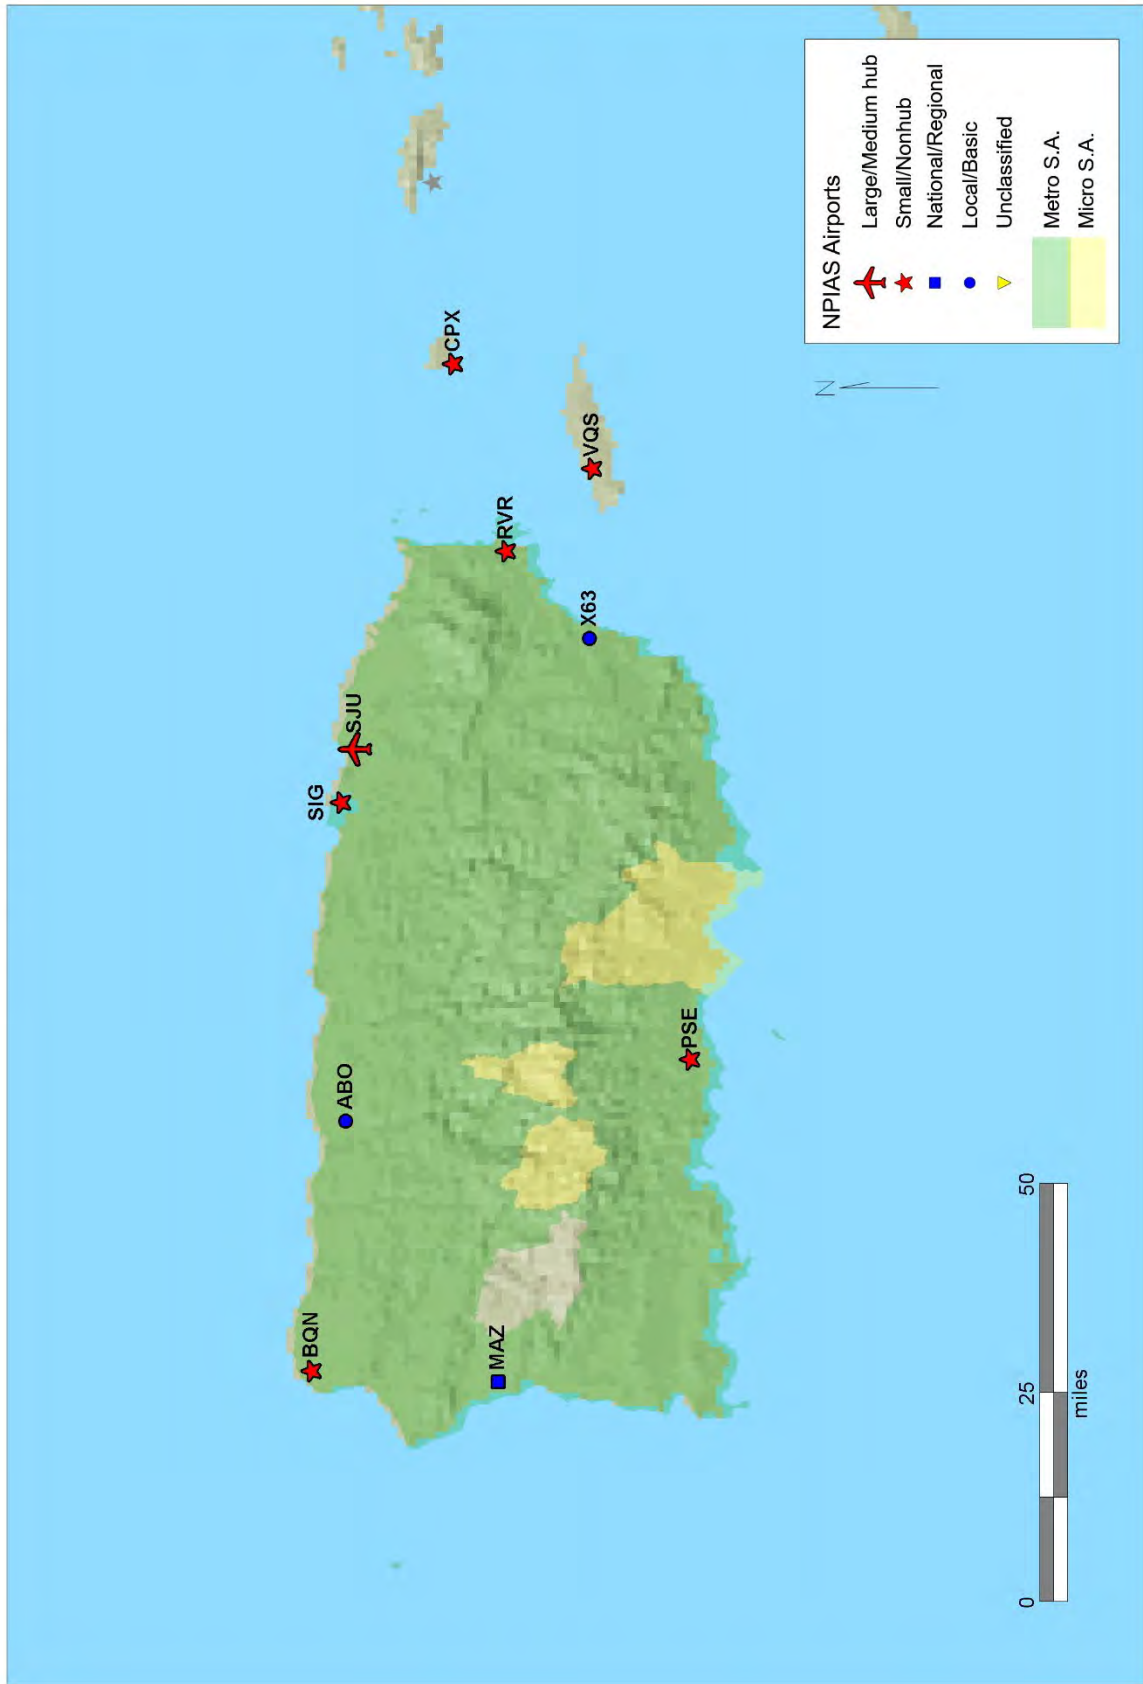 BQN
ABO
SIG
SJU
CPX
RVR
VQS
MAZ
X63
PSE
NPIAS Airports
Large/Medium hub
Small/Nonhub
National/Regional
Local/Basic
Unclassified
Metro S.A.
Micro S.A.
N
0 25 50
miles